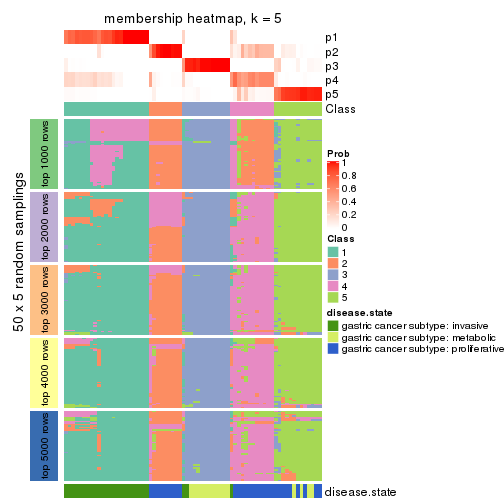 membership heatmap, k = 5
p1
p2
p3
p4
p5
Class
50 x 5 random samplings
top 1000 rows
top 2000 rows
top 3000 rows
top 4000 rows
top 5000 rows
Prob
1
0.8
0.6
0.4
0.2
0
Class
1
2
3
4
5
disease.state
gastric cancer subtype: invasive
gastric cancer subtype: metabolic
gastric cancer subtype: proliferative
disease.state